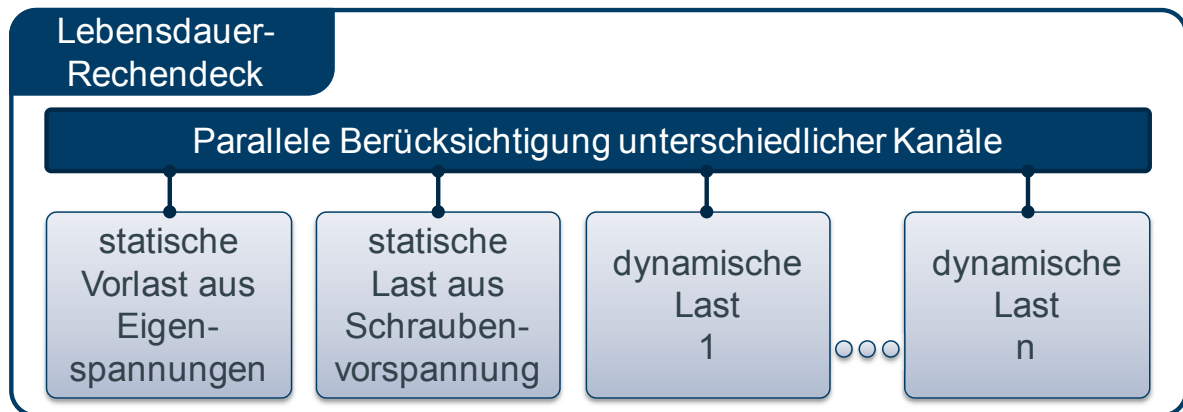 Lebensdauer-
Rechendeck
Parallele Berücksichtigung unterschiedlicher Kanäle
statische
Vorlast aus
Eigen-
spannungen
statische
Last aus
Schrauben-
vorspannung
dynamische
Last
1
dynamische
Last
n